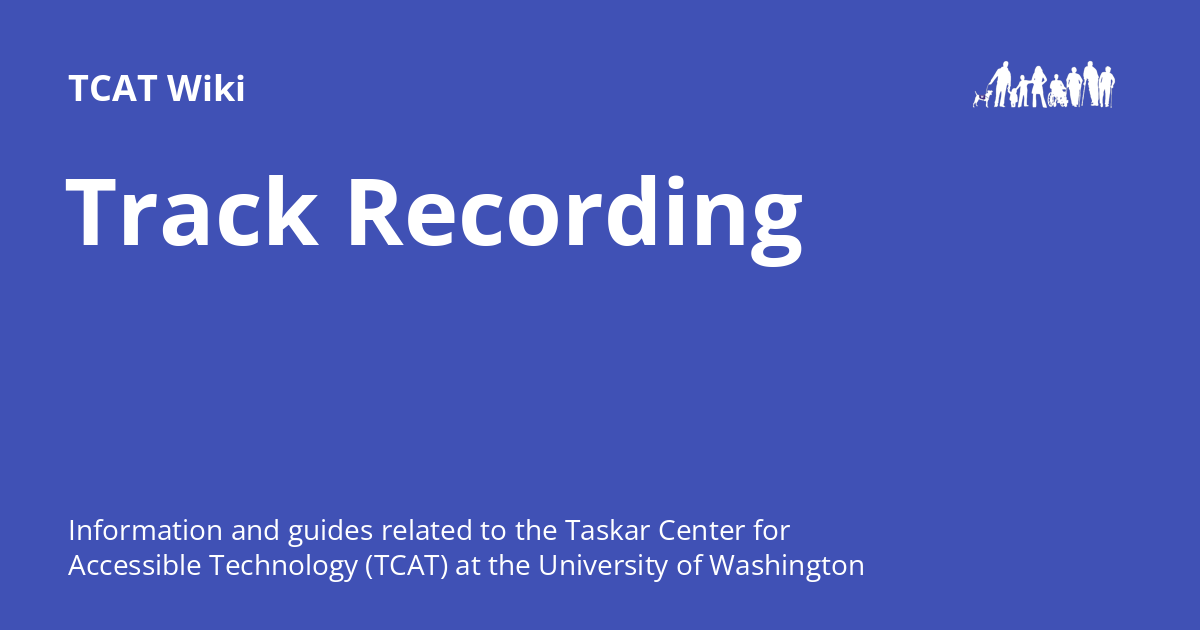 TCAT Wiki
Track Recording
Information and guides related to the Taskar Center for
Accessible Technology (TCAT) at the University of Washington